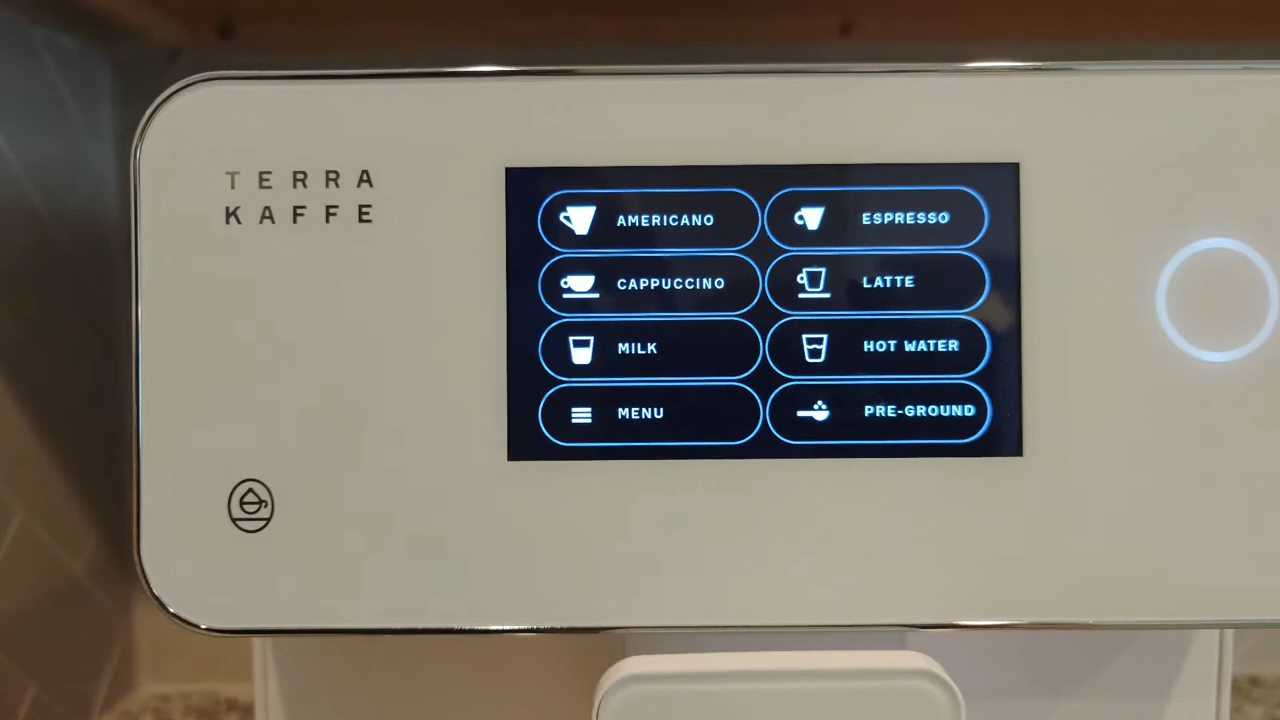 TERRA
KAFFE
AMERICANO
ESPRESSO
CAPPUCCINO
LATTE
MILK
HOT WATER
MENU
PRE-GROUND